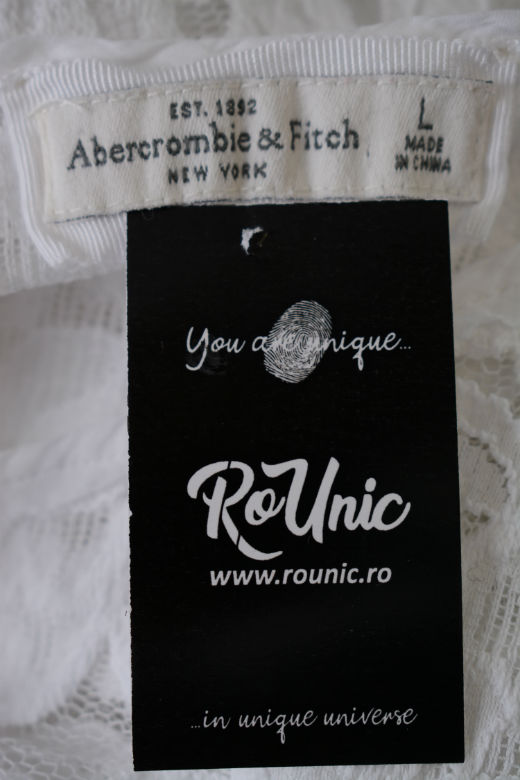 EST. 1892
Abercrombie & Fitch
NEW YORK
L
MADE
IN CHINA
You are unique...
RoUnic
www.rounic.ro
...in unique universe